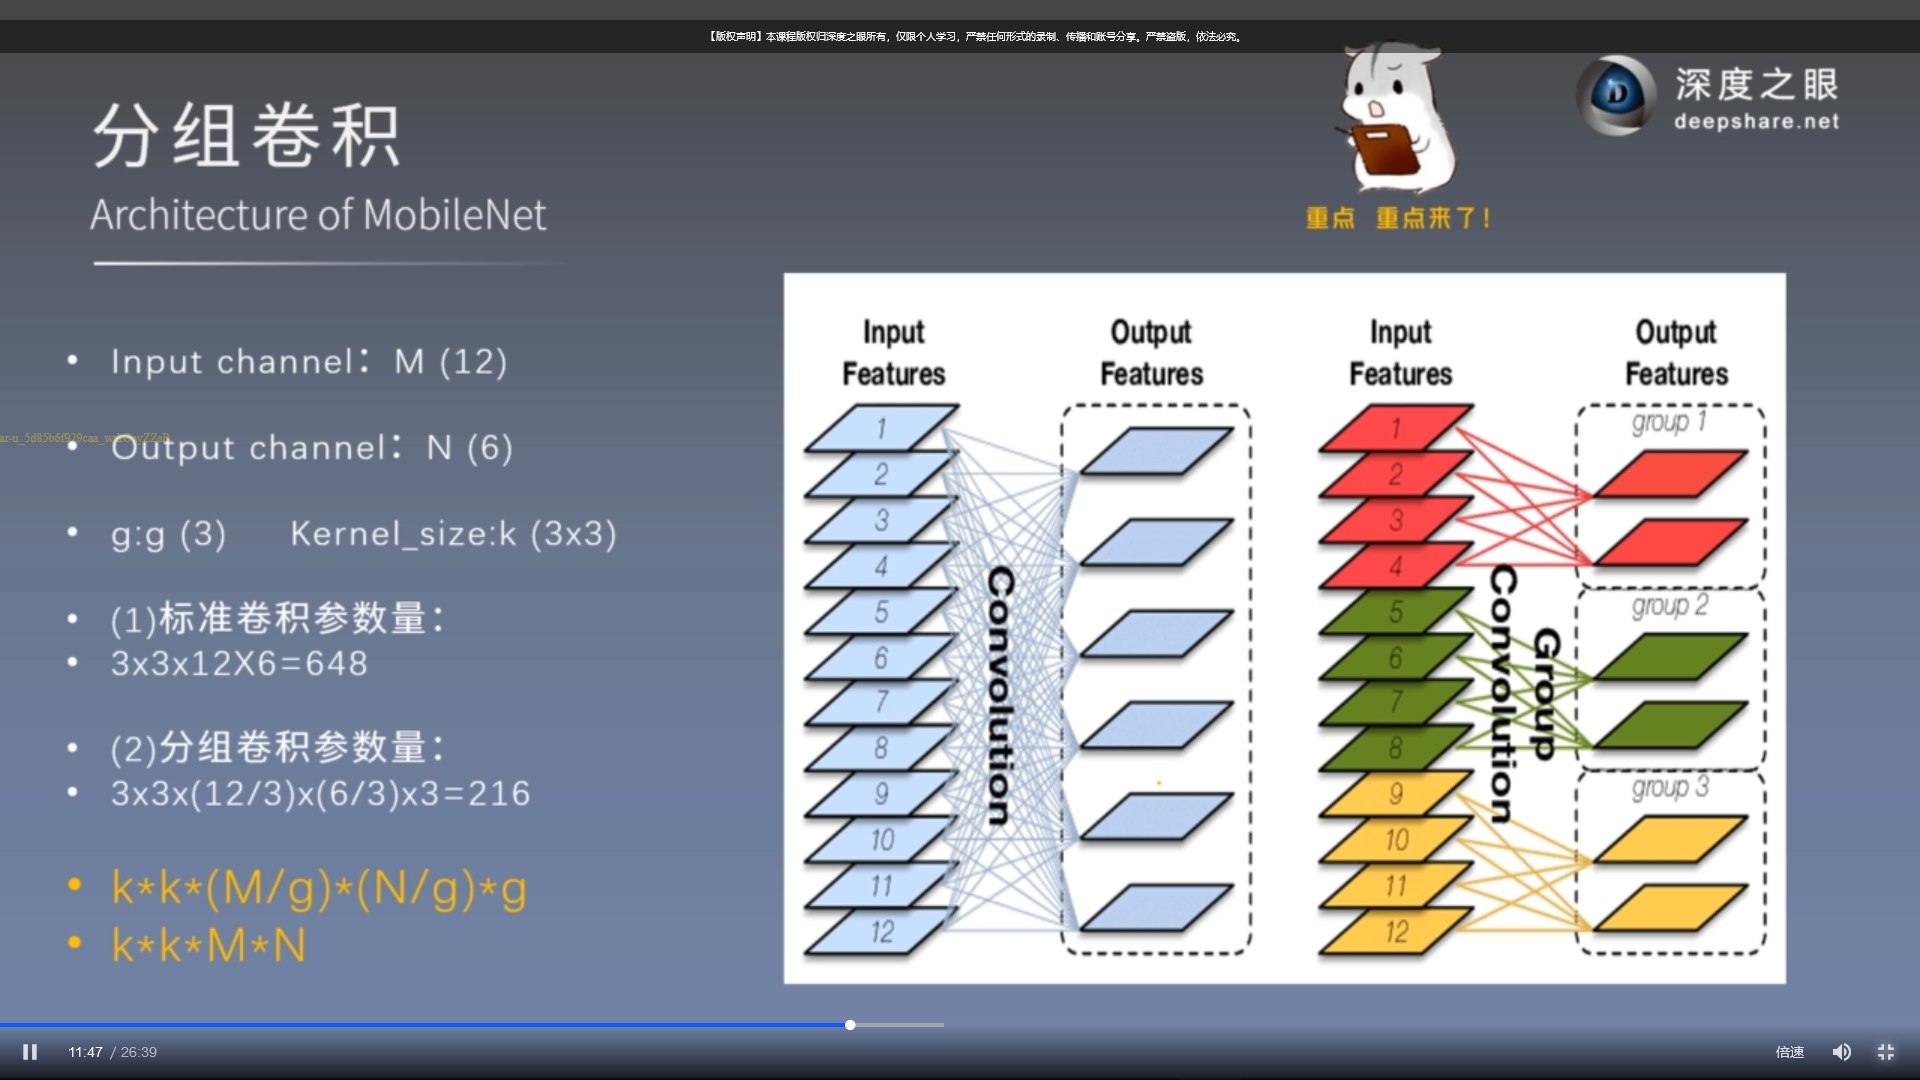 【版权声明】本课程版权归深度之眼所有，仅限个人学习，严禁任何形式的录制、传播和账号分享。严禁盗版，依法必究。
深度之眼
deepshare.net
分组卷积
Architecture of MobileNet
重点 重点来了!
• Input channel：M (12)
• Output channel：N (6)
• g:g (3) Kernel_size:k (3x3)
• (1)标准卷积参数量：
• 3x3x12X6=648
• (2)分组卷积参数量：
• 3x3x(12/3)x(6/3)x3=216
• k*k*(M/g)*(N/g)*g
• k*k*M*N
Input Features
1
2
3
4
5
6
7
8
9
10
11
12
Convolution
Output Features
Input Features
1
2
3
4
5
6
7
8
9
10
11
12
Group Convolution
Output Features
group 1
group 2
group 3
11:47 / 26:39
倍速